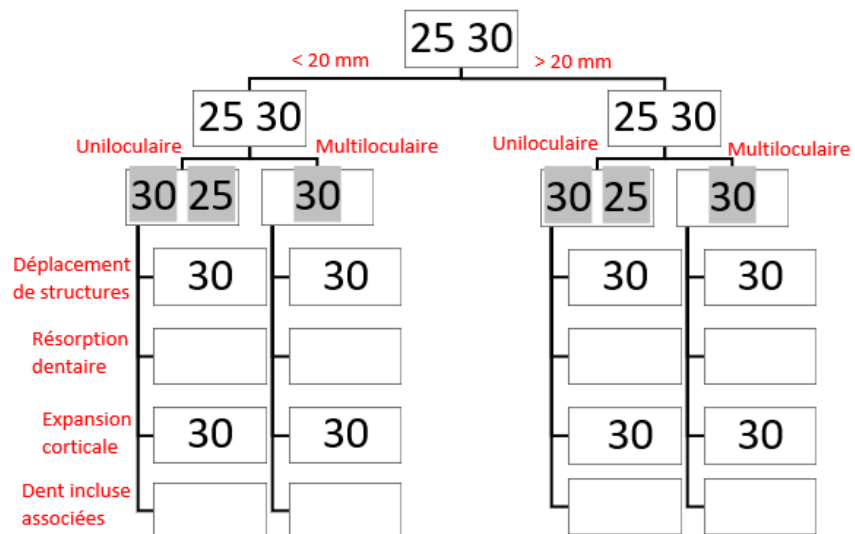 25 30
< 20 mm > 20 mm
25 30 25 30
Uniloculaire Multiloculaire Uniloculaire Multiloculaire
30 25 30 30 25 30
Déplacement
de structures
30 30 30 30
Résorption
dentaire
Expansion
corticale
30 30 30 30
Dent incluse
associées